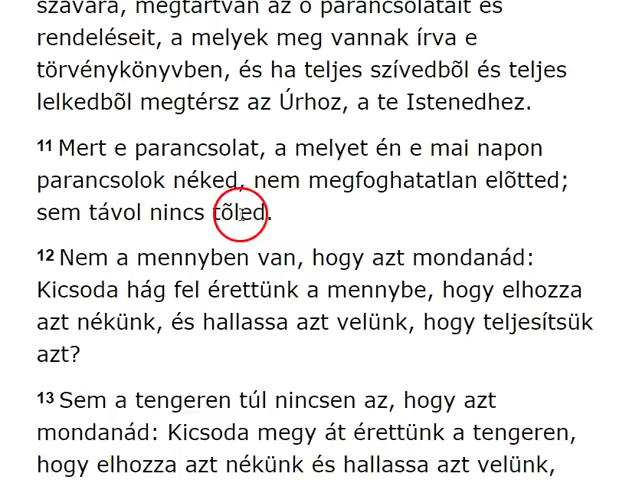 szavára, megtartván az õ parancsolatait és
rendeléseit, a melyek meg vannak írva e
törvénykönyvben, és ha teljes szívedbõl és teljes
lelkedbõl megtérsz az Úrhoz, a te Istenedhez.
11 Mert e parancsolat, a melyet én e mai napon
parancsolok néked, nem megfoghatatlan elõtted;
sem távol nincs tõled.
12 Nem a mennyben van, hogy azt mondanád:
Kicsoda hág fel érettünk a mennybe, hogy elhozza
azt nékünk, és hallassa azt velünk, hogy teljesítsük
azt?
13 Sem a tengeren túl nincsen az, hogy azt
mondanád: Kicsoda megy át érettünk a tengeren,
hogy elhozza azt nékünk és hallassa azt velünk,